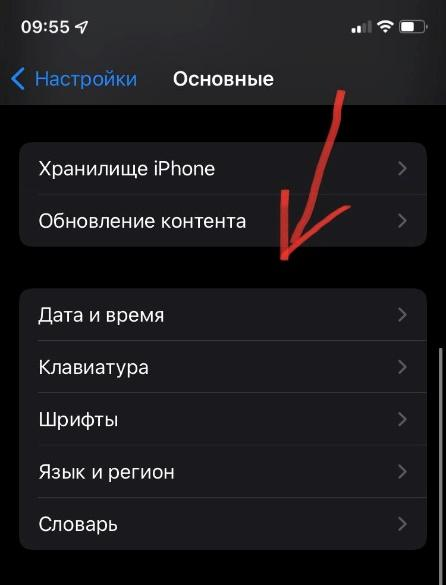 09:55
Настройки
Основные
Хранилище iPhone
Обновление контента
Дата и время
Клавиатура
Шрифты
Язык и регион
Словарь